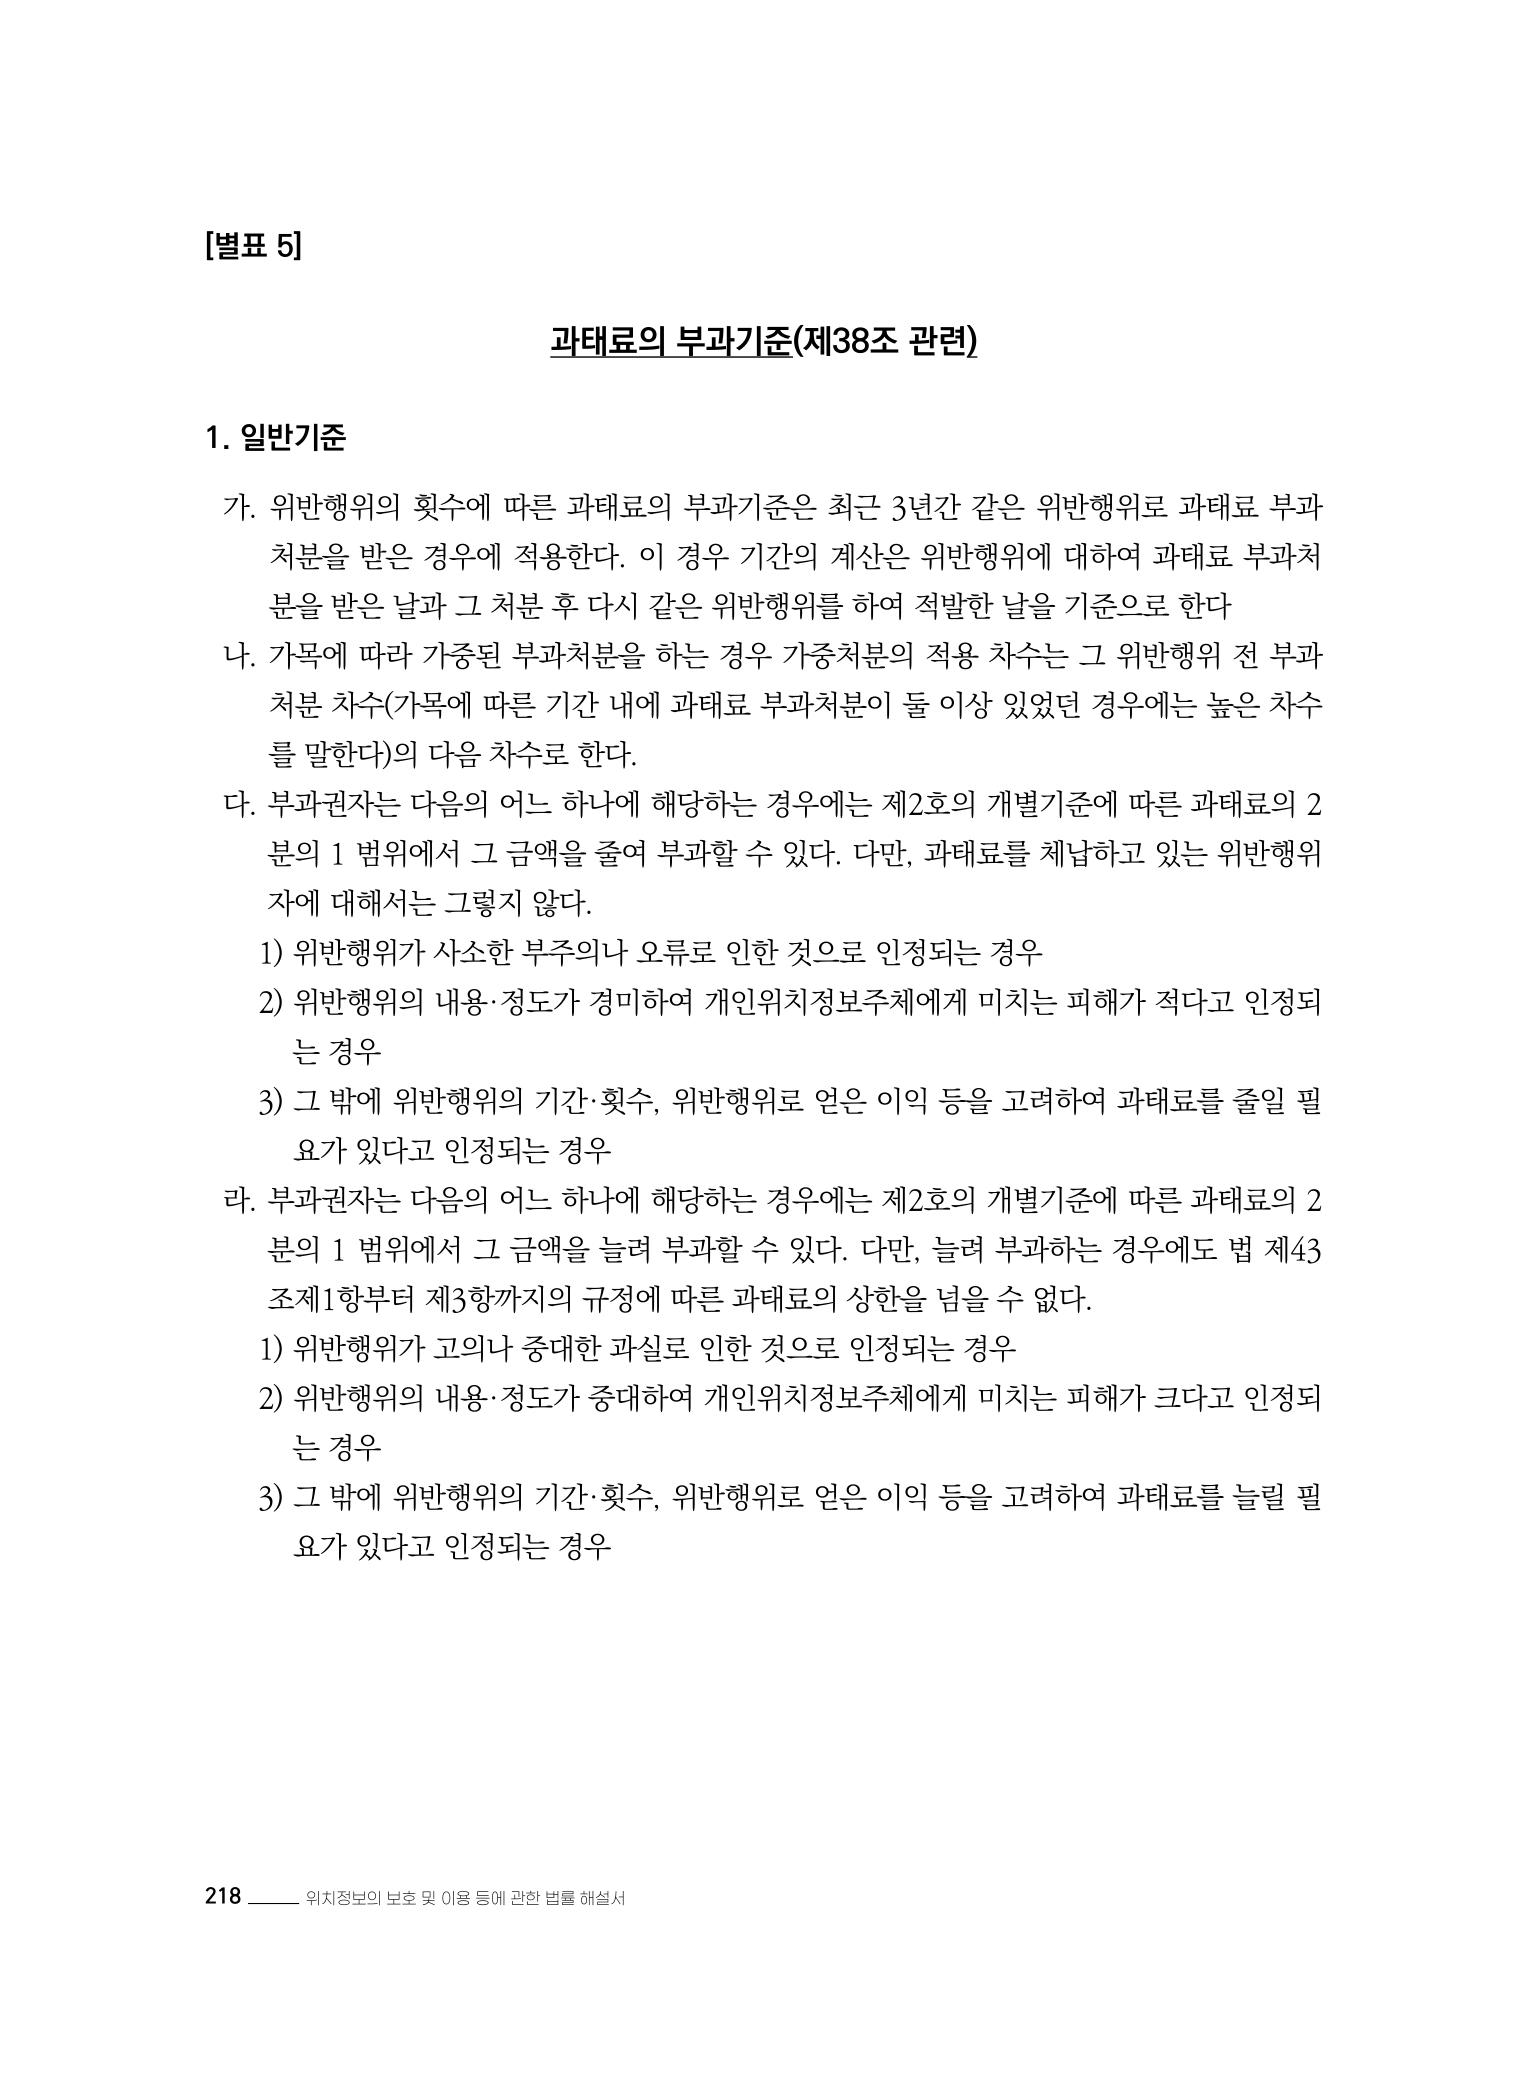 [별표 5]
과태료의 부과기준(제38조 관련)
1. 일반기준
가. 위반행위의 횟수에 따른 과태료의 부과기준은 최근 3년간 같은 위반행위로 과태료 부과
처분을 받은 경우에 적용한다. 이 경우 기간의 계산은 위반행위에 대하여 과태료 부과처
분을 받은 날과 그 처분 후 다시 같은 위반행위를 하여 적발한 날을 기준으로 한다
나. 가목에 따라 가중된 부과처분을 하는 경우 가중처분의 적용 차수는 그 위반행위 전 부과
처분 차수(가목에 따른 기간 내에 과태료 부과처분이 둘 이상 있었던 경우에는 높은 차수
를 말한다)의 다음 차수로 한다.
다. 부과권자는 다음의 어느 하나에 해당하는 경우에는 제2호의 개별기준에 따른 과태료의 2
분의 1 범위에서 그 금액을 줄여 부과할 수 있다. 다만, 과태료를 체납하고 있는 위반행위
자에 대해서는 그렇지 않다.
1) 위반행위가 사소한 부주의나 오류로 인한 것으로 인정되는 경우
2) 위반행위의 내용·정도가 경미하여 개인위치정보주체에게 미치는 피해가 적다고 인정되
는 경우
3) 그 밖에 위반행위의 기간·횟수, 위반행위로 얻은 이익 등을 고려하여 과태료를 줄일 필
요가 있다고 인정되는 경우
라. 부과권자는 다음의 어느 하나에 해당하는 경우에는 제2호의 개별기준에 따른 과태료의 2
분의 1 범위에서 그 금액을 늘려 부과할 수 있다. 다만, 늘려 부과하는 경우에도 법 제43
조제1항부터 제3항까지의 규정에 따른 과태료의 상한을 넘을 수 없다.
1) 위반행위가 고의나 중대한 과실로 인한 것으로 인정되는 경우
2) 위반행위의 내용·정도가 중대하여 개인위치정보주체에게 미치는 피해가 크다고 인정되
는 경우
3) 그 밖에 위반행위의 기간·횟수, 위반행위로 얻은 이익 등을 고려하여 과태료를 늘릴 필
요가 있다고 인정되는 경우
218 위치정보의 보호 및 이용 등에 관한 법률 해설서